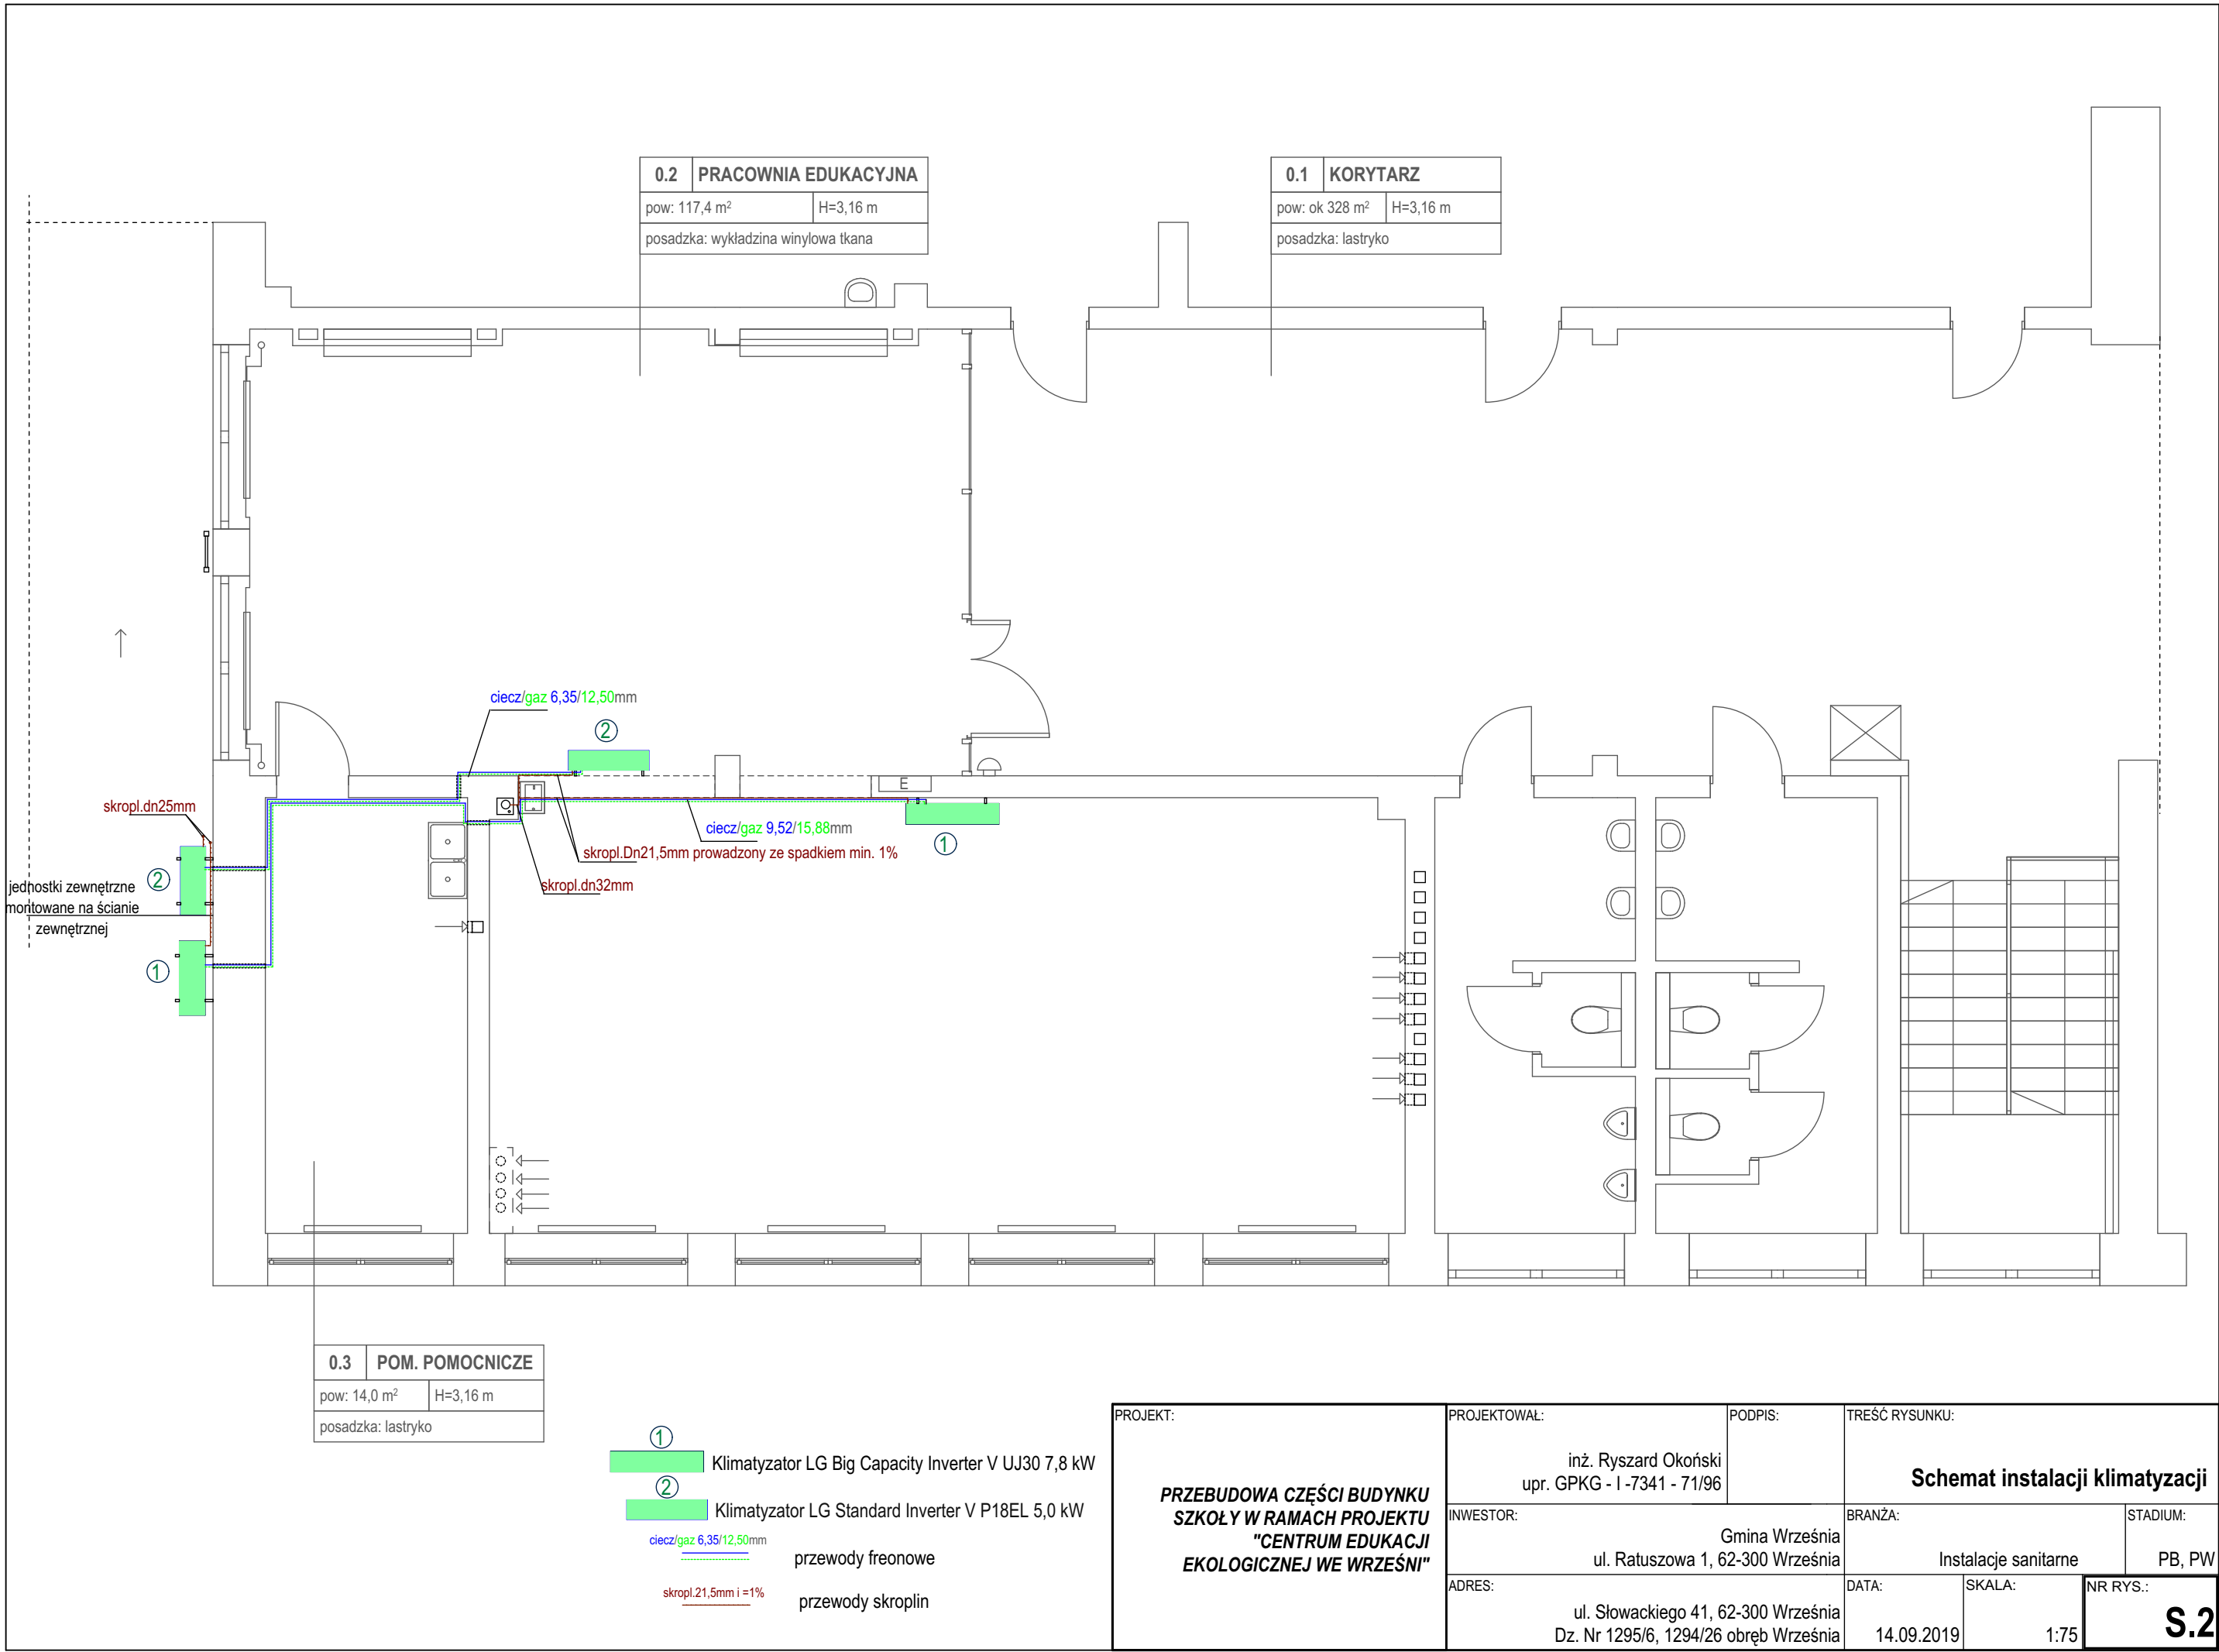 0.2 PRACOWNIA EDUKACYJNA
pow: 117,4 m² H=3,16 m
posadzka: wykładzina winylowa tkana
0.1 KORYTARZ
pow: ok 328 m² H=3,16 m
posadzka: lastryko
ciecz/gaz 6,35/12,50mm
2
E
skropl.dn25mm
ciecz/gaz 9,52/15,88mm
1
skropl.Dn21,5mm prowadzony ze spadkiem min. 1%
skropl.dn32mm
2
jednostki zewnętrzne
montowane na ścianie
zewnętrznej
1
0.3 POM. POMOCNICZE
pow: 14,0 m² H=3,16 m
posadzka: lastryko
1
Klimatyzator LG Big Capacity Inverter V UJ30 7,8 kW
2
Klimatyzator LG Standard Inverter V P18EL 5,0 kW
ciecz/gaz 6,35/12,50mm
przewody freonowe
skropl.21,5mm i =1%
przewody skroplin
PROJEKT:
PRZEBUDOWA CZĘŚCI BUDYNKU
SZKOŁY W RAMACH PROJEKTU
"CENTRUM EDUKACJI
EKOLOGICZNEJ WE WRZEŚNI"
PROJEKTOWAŁ:
inż. Ryszard Okoński
upr. GPKG - I -7341 - 71/96
PODPIS:
TREŚĆ RYSUNKU:
Schemat instalacji klimatyzacji
INWESTOR:
Gmina Września
ul. Ratuszowa 1, 62-300 Września
BRANŻA:
Instalacje sanitarne
STADIUM:
PB, PW
ADRES:
ul. Słowackiego 41, 62-300 Września
Dz. Nr 1295/6, 1294/26 obręb Września
DATA:
14.09.2019
SKALA:
1:75
NR RYS.:
S.2